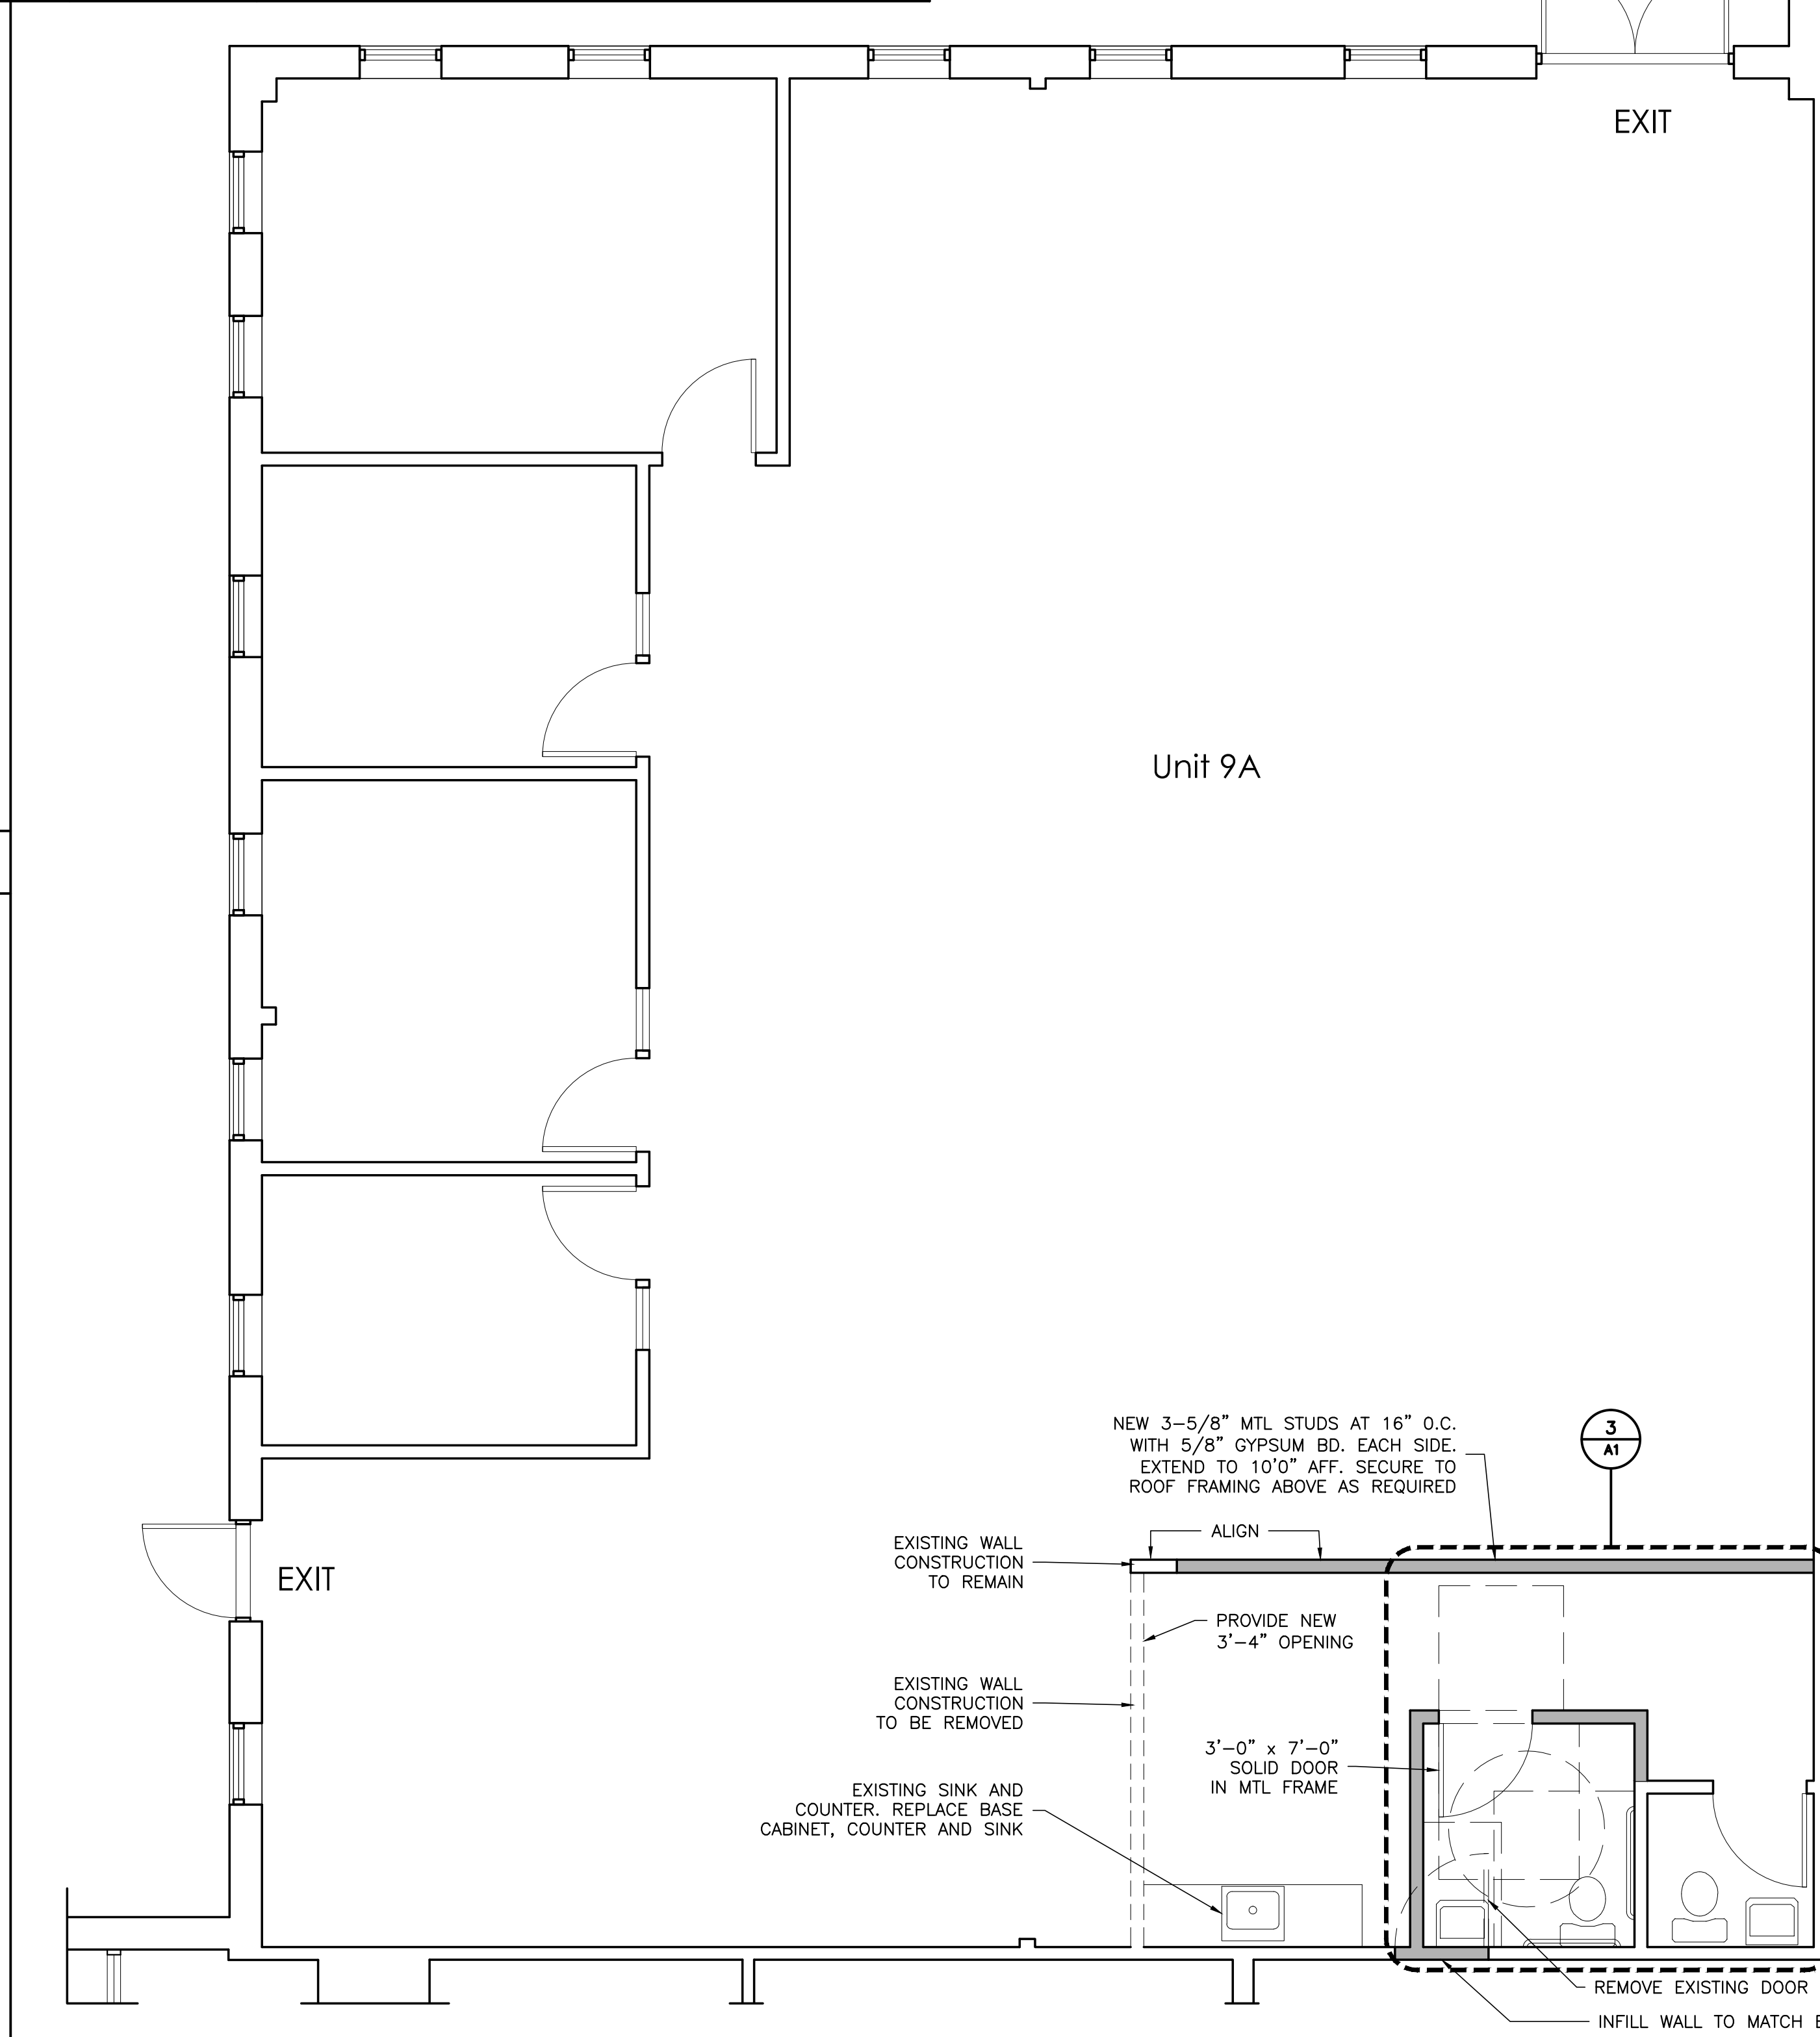 EXIT
Unit 9A
NEW 3-5/8" MTL STUDS AT 16" O.C.
WITH 5/8" GYPSUM BD. EACH SIDE.
EXTEND TO 10'0" AFF. SECURE TO
ROOF FRAMING ABOVE AS REQUIRED
3
A1
ALIGN
EXISTING WALL
CONSTRUCTION
TO REMAIN
EXIT
PROVIDE NEW
3'-4" OPENING
EXISTING WALL
CONSTRUCTION
TO BE REMOVED
3'-0" x 7'-0"
SOLID DOOR
IN MTL FRAME
EXISTING SINK AND
COUNTER. REPLACE BASE
CABINET, COUNTER AND SINK
REMOVE EXISTING DOOR
INFILL WALL TO MATCH